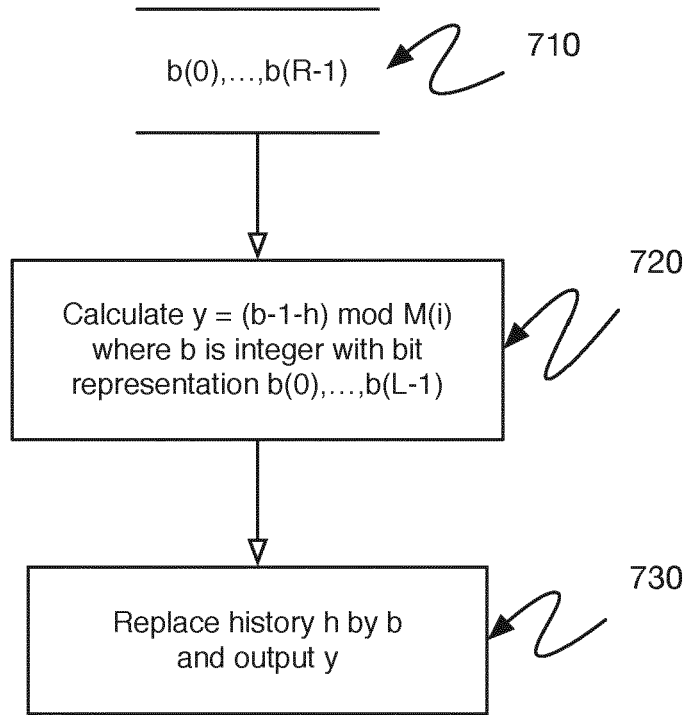 b(0),...,b(R-1)
710
720
Calculate y = (b-1-h) mod M(i)
where b is integer with bit
representation b(0),...,b(L-1)
730
Replace history h by b
and output y